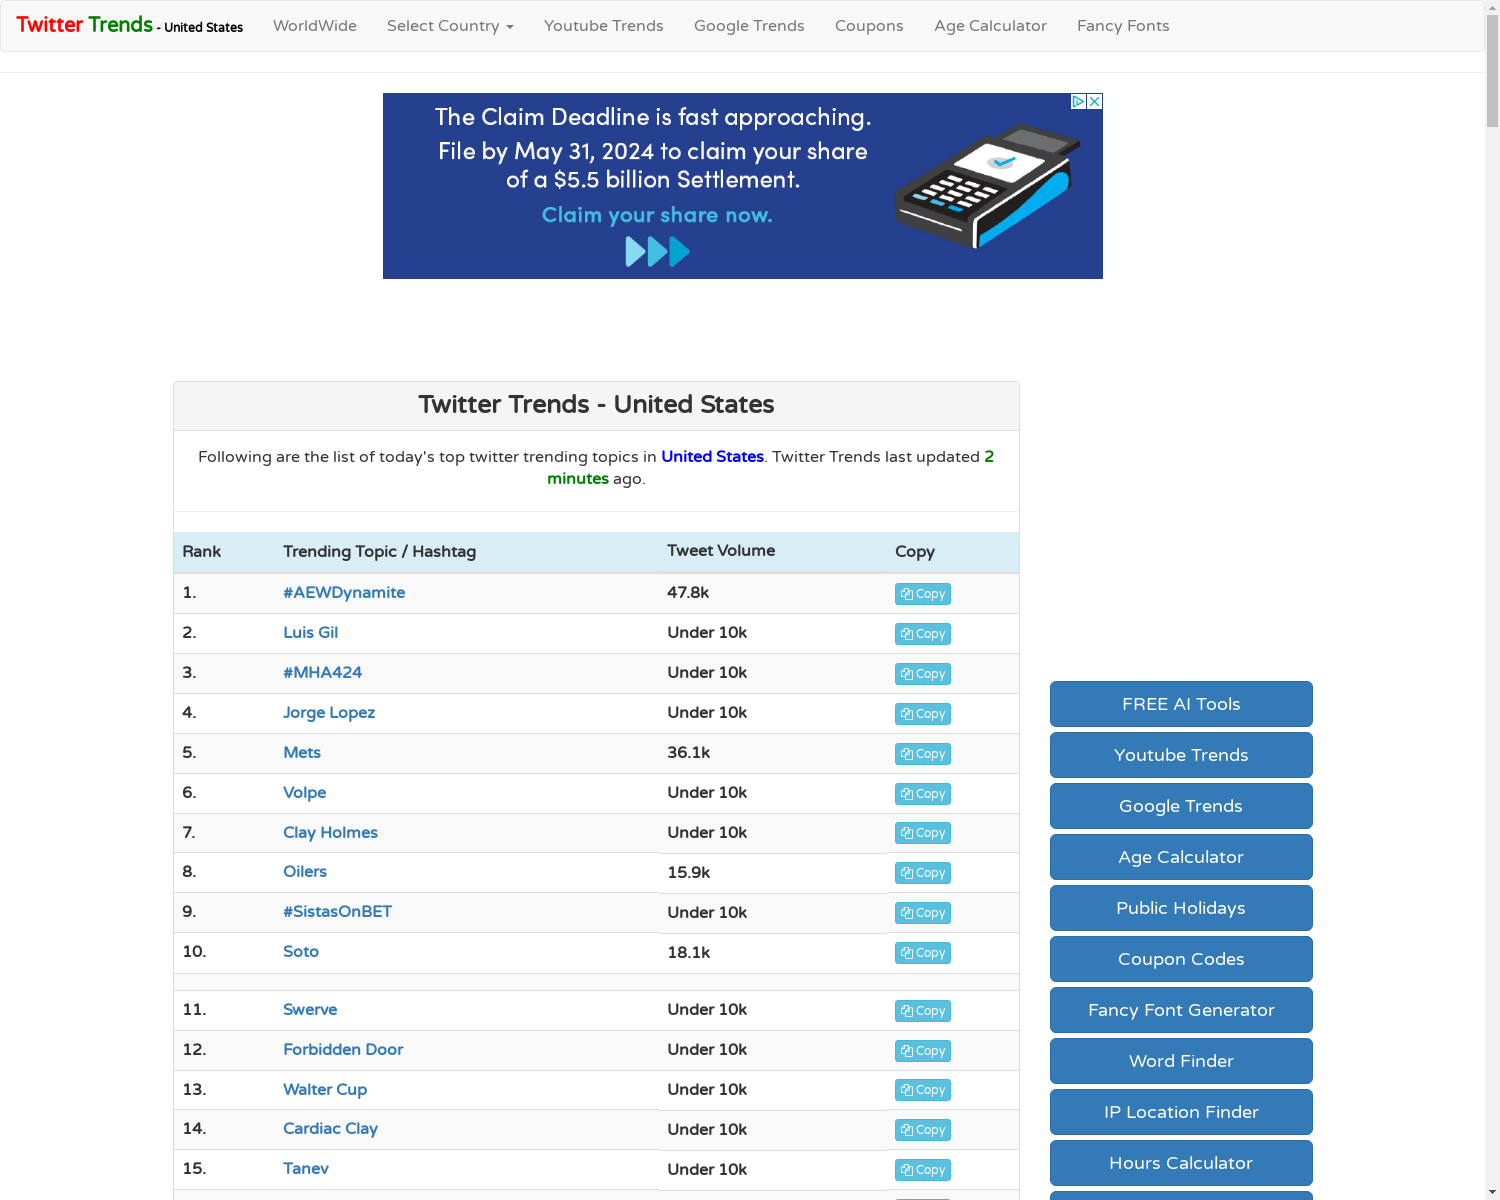 Twitter Trends - United States WorldWide Select Country Youtube Trends Google Trends Coupons Age Calculator Fancy Fonts
The Claim Deadline is fast approaching.
File by May 31, 2024 to claim your share
of a $5.5 billion Settlement.
Claim your share now.
Twitter Trends - United States
Following are the list of today's top twitter trending topics in United States. Twitter Trends last updated 2
minutes ago.
Rank Trending Topic / Hashtag Tweet Volume Copy
1. #AEWDynamite 47.8k Copy
2. Luis Gil Under 10k Copy
3. #MHA424 Under 10k Copy
4. Jorge Lopez Under 10k Copy
5. Mets 36.1k Copy
6. Volpe Under 10k Copy
7. Clay Holmes Under 10k Copy
8. Oilers 15.9k Copy
9. #SistasOnBET Under 10k Copy
10. Soto 18.1k Copy
11. Swerve Under 10k Copy
12. Forbidden Door Under 10k Copy
13. Walter Cup Under 10k Copy
14. Cardiac Clay Under 10k Copy
15. Tanev Under 10k Copy
FREE AI Tools
Youtube Trends
Google Trends
Age Calculator
Public Holidays
Coupon Codes
Fancy Font Generator
Word Finder
IP Location Finder
Hours Calculator